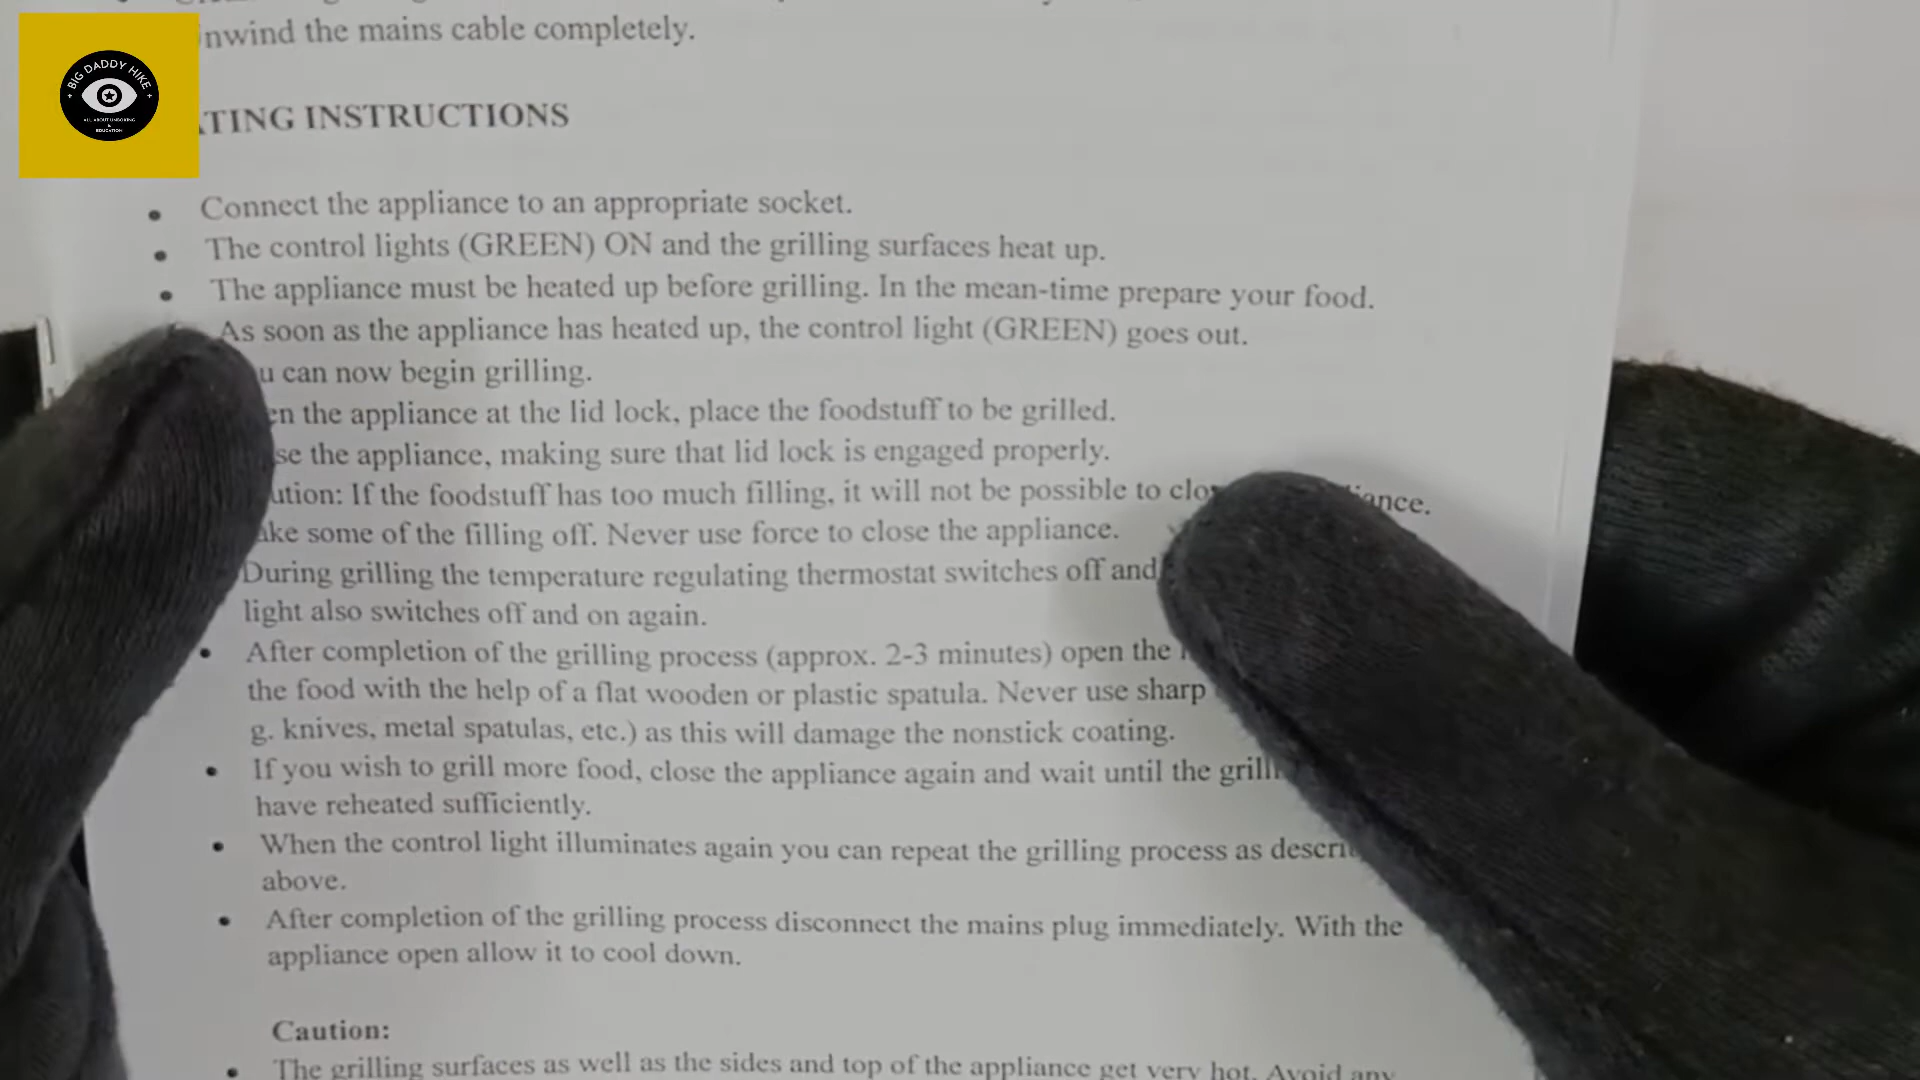 BIG DADDY HIKE
ALL ABOUT UNBOXING
&
EDUCATION
nwind the mains cable completely.
ATING INSTRUCTIONS
• Connect the appliance to an appropriate socket.
• The control lights (GREEN) ON and the grilling surfaces heat up.
• The appliance must be heated up before grilling. In the mean-time prepare your food.
As soon as the appliance has heated up, the control light (GREEN) goes out.
u can now begin grilling.
en the appliance at the lid lock, place the foodstuff to be grilled.
se the appliance, making sure that lid lock is engaged properly.
ution: If the foodstuff has too much filling, it will not be possible to clo iance.
ake some of the filling off. Never use force to close the appliance.
During grilling the temperature regulating thermostat switches off and
light also switches off and on again.
• After completion of the grilling process (approx. 2-3 minutes) open the
the food with the help of a flat wooden or plastic spatula. Never use sharp
g. knives, metal spatulas, etc.) as this will damage the nonstick coating.
• If you wish to grill more food, close the appliance again and wait until the grill
have reheated sufficiently.
• When the control light illuminates again you can repeat the grilling process as descri
above.
• After completion of the grilling process disconnect the mains plug immediately. With the
appliance open allow it to cool down.
Caution:
• The grilling surfaces as well as the sides and top of the appliance get very hot. Avoid any